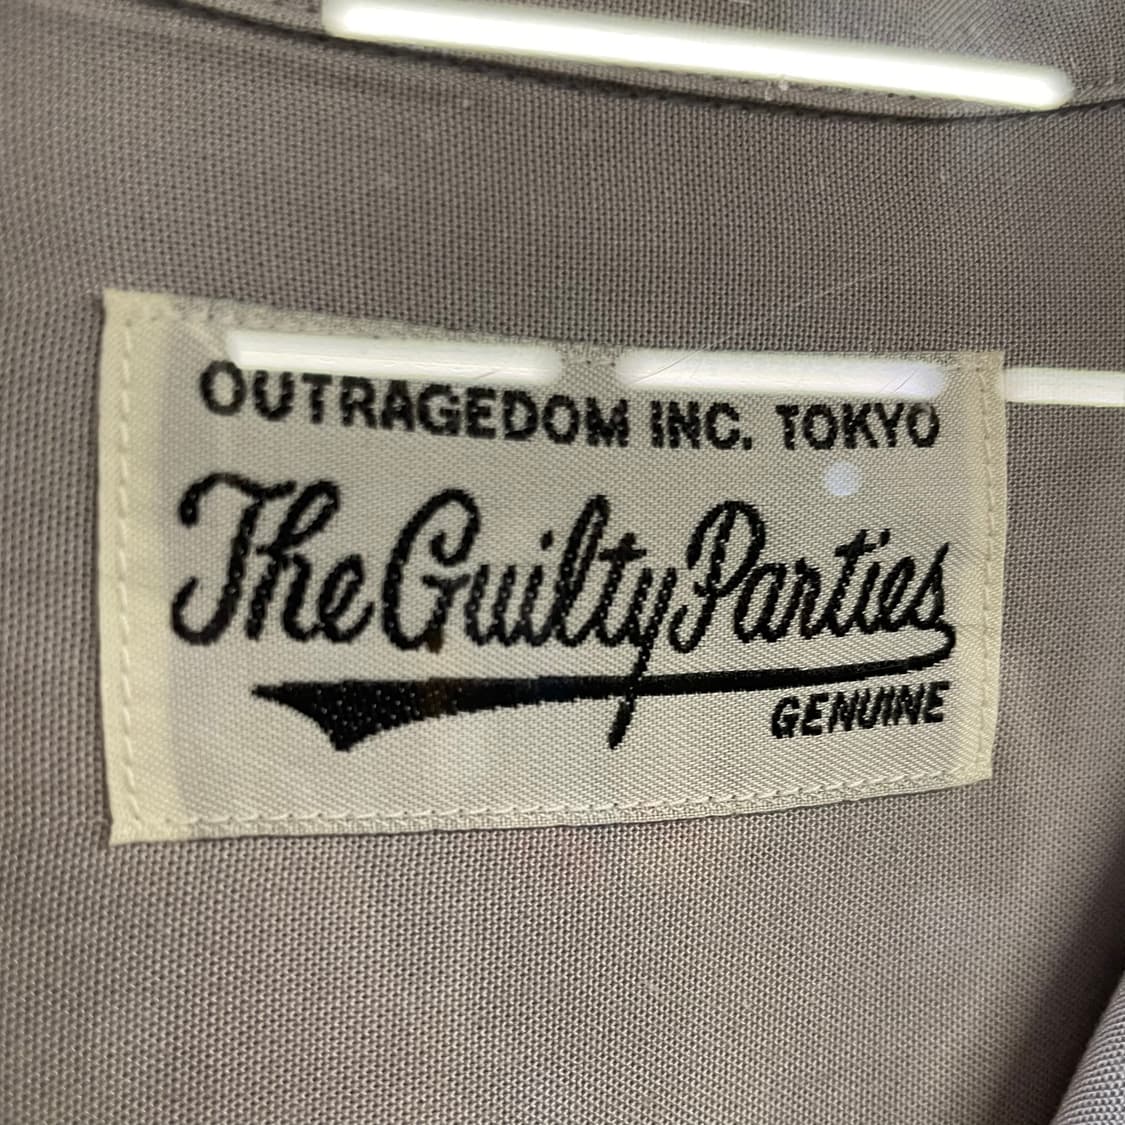 OUTRAGEDOM INC. TOKYO
The Guilty Parties
GENUINE